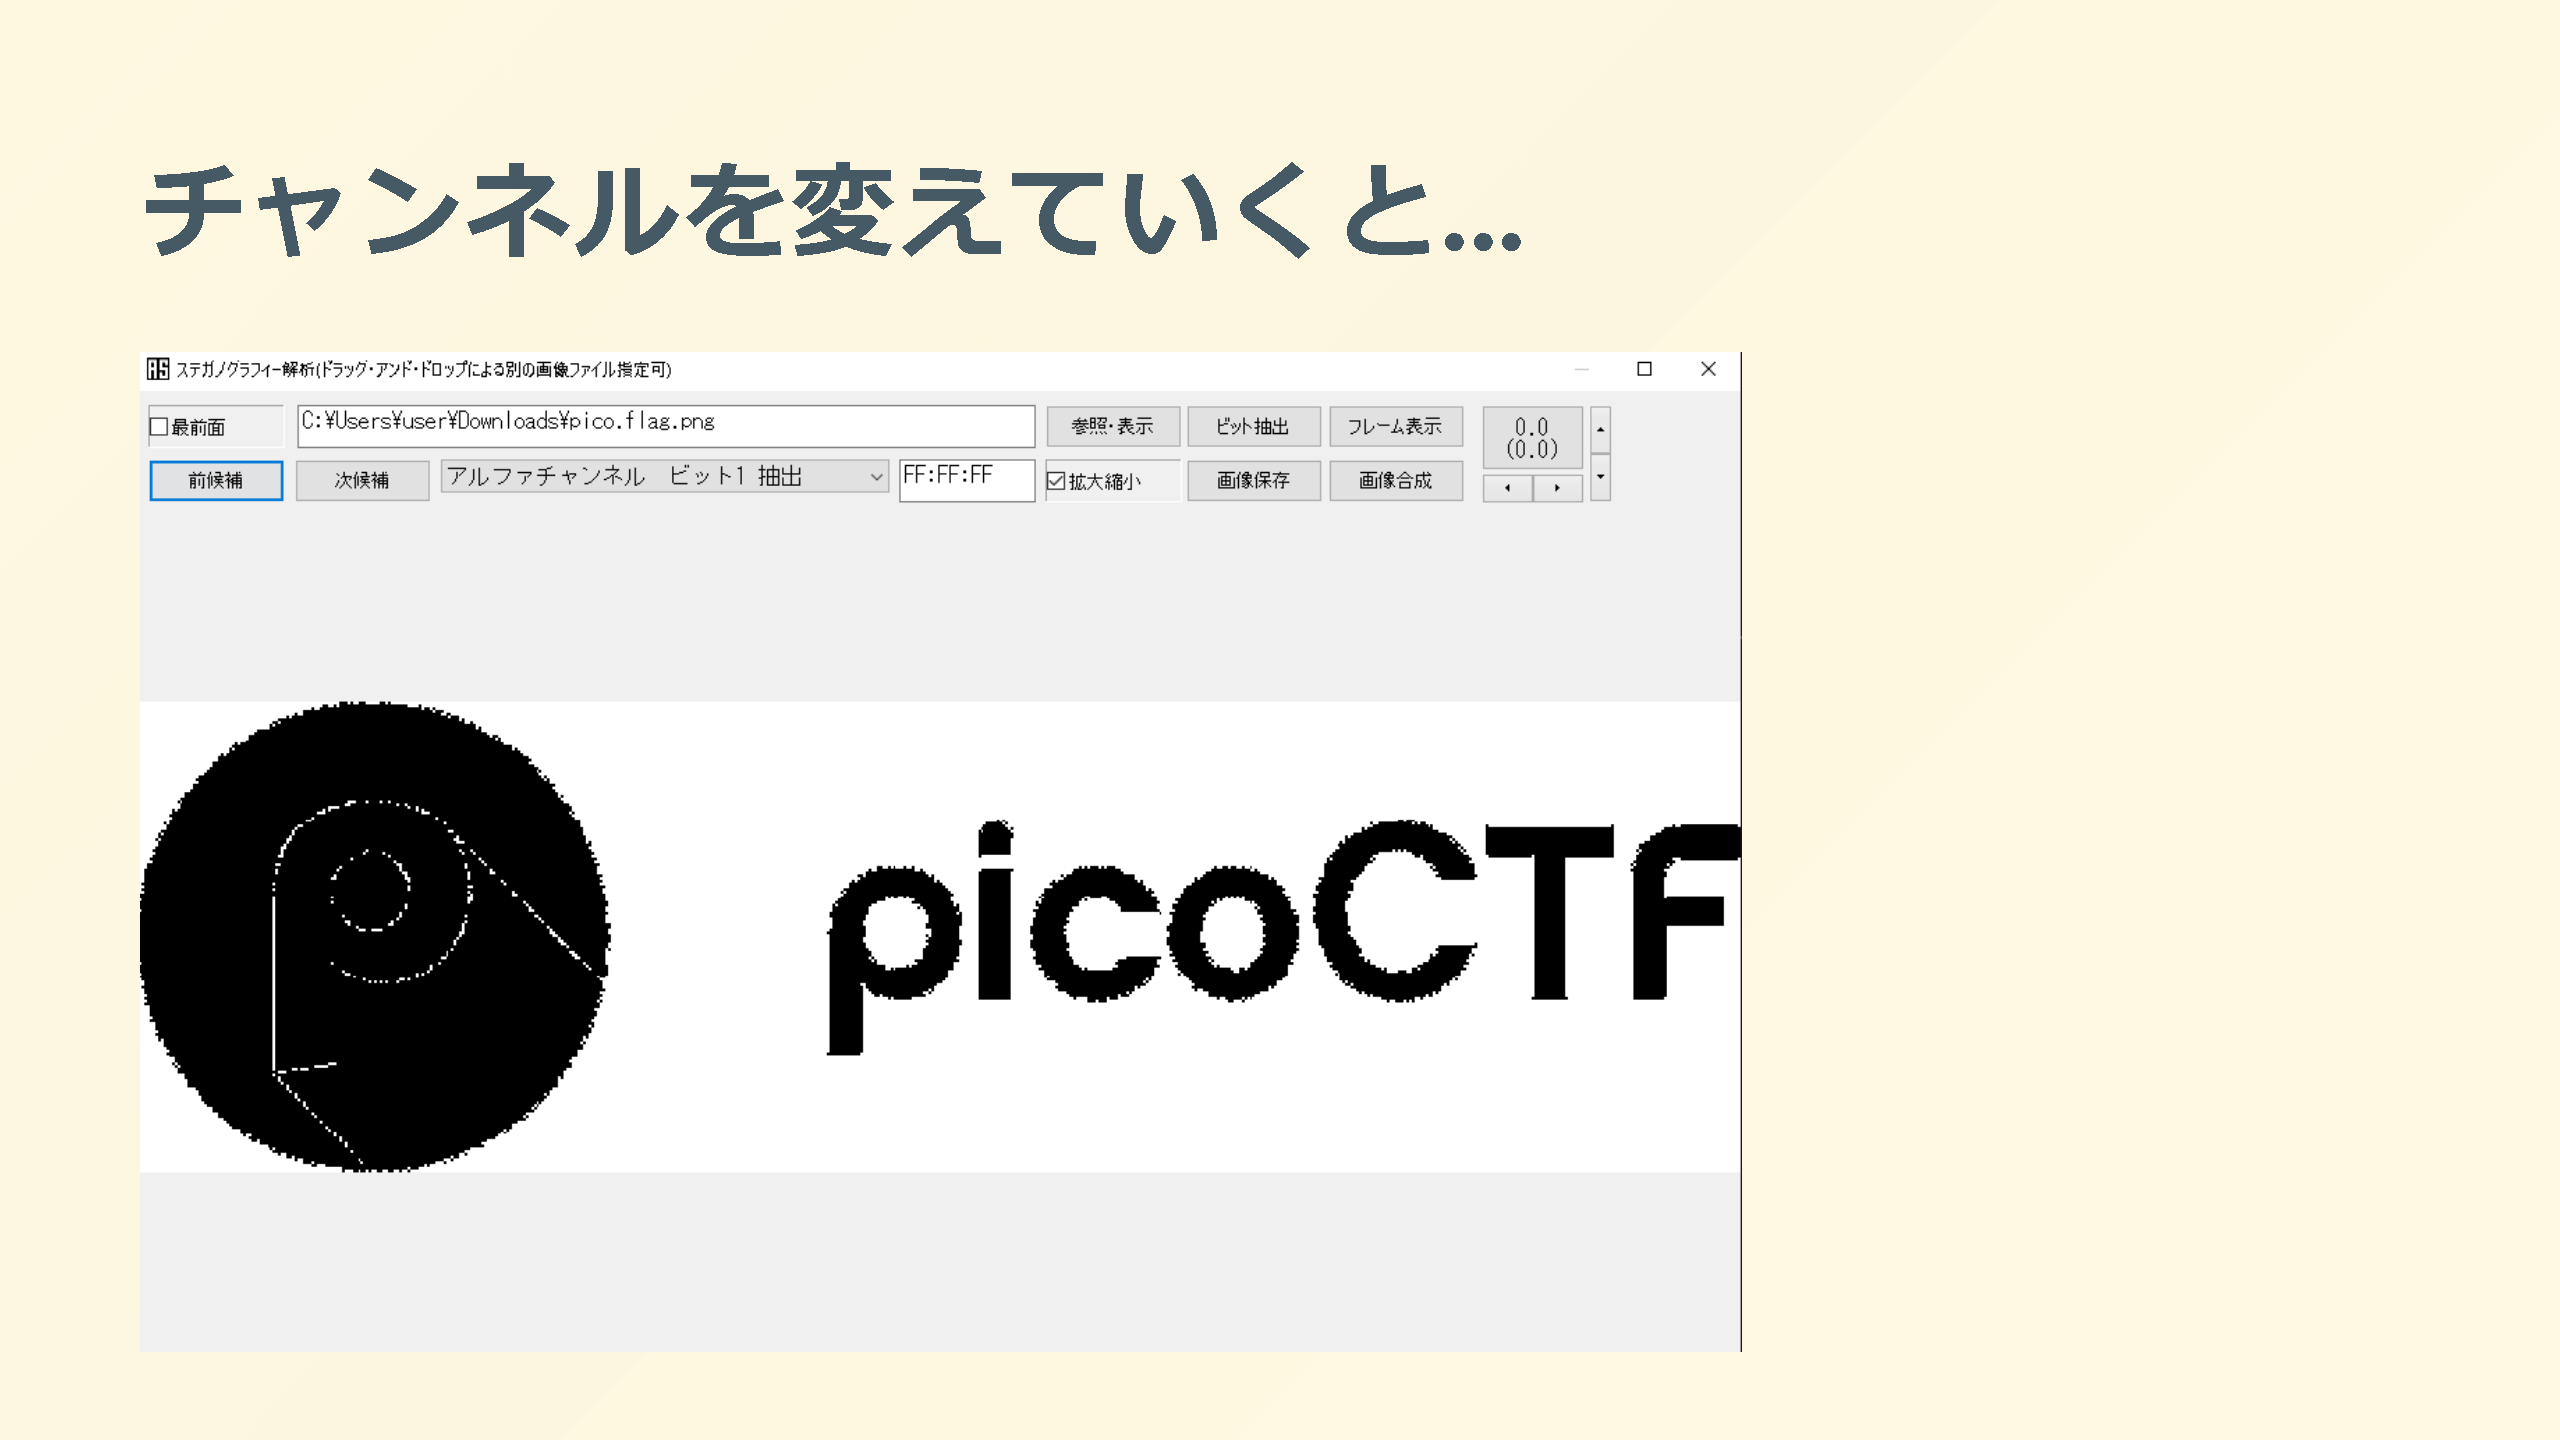 チャンネルを変えていくと...
ステガノグラフィー解析(ドラッグ・アンド・ドロップによる別の画像ファイル指定可)
最前面 C:¥Users¥user¥Downloads¥pico.flag.png 参照・表示 ビット抽出 フレーム表示 0.0
(0.0)
前候補 次候補 アルファチャンネル　ビット1 抽出 FF:FF:FF 拡大縮小 画像保存 画像合成
picoCTF